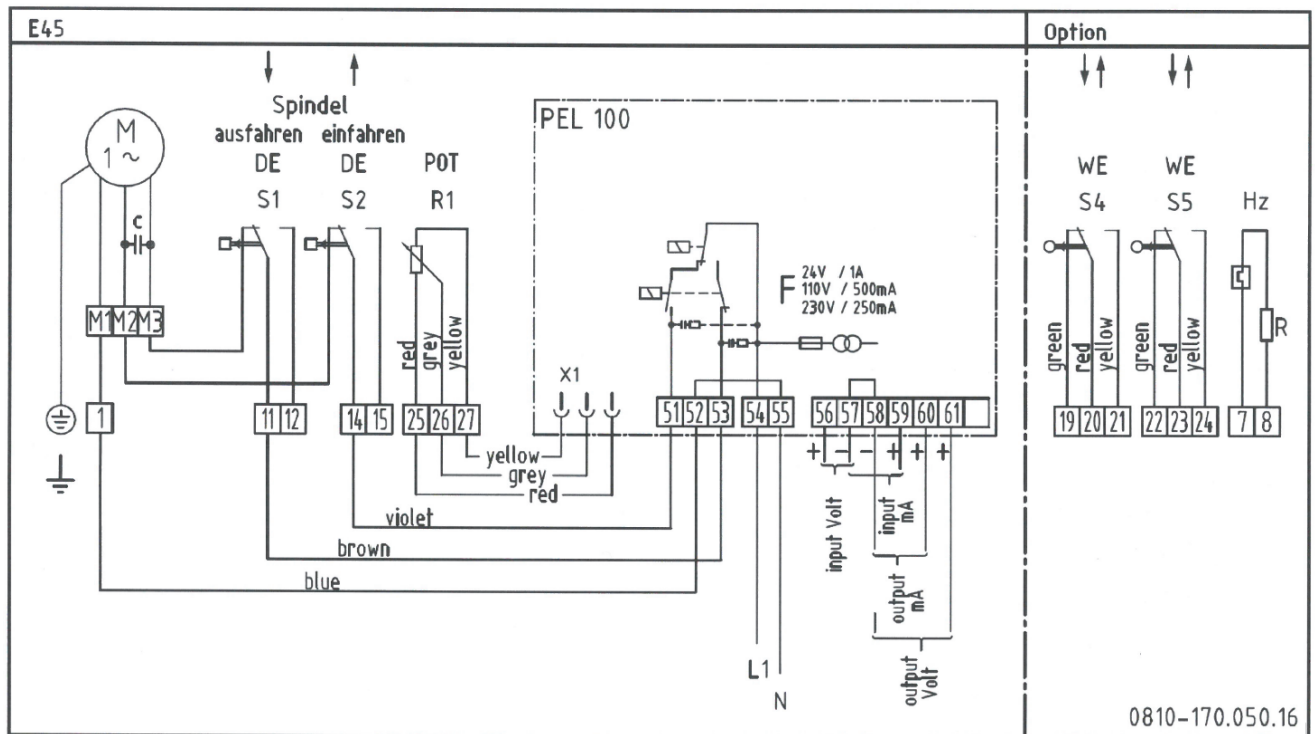 E45
Option
Spindel
ausfahren einfahren
DE DE POT
S1 S2 R1
M
1 ~
C
M1 M2 M3
red
grey
yellow
PEL 100
F 24V / 1A
110V / 500mA
230V / 250mA
X1
WE WE
S4 S5 Hz
green
red
yellow
green
red
yellow
R
1
11 12
14 15
25 26 27
51 52 53
54 55
56 57 58 59 60 61
19 20 21
22 23 24
7 8
+ - - + + +
yellow
grey
red
violet
brown
blue
input Volt
input
mA
output
mA
output
Volt
L1
N
0810-170.050.16